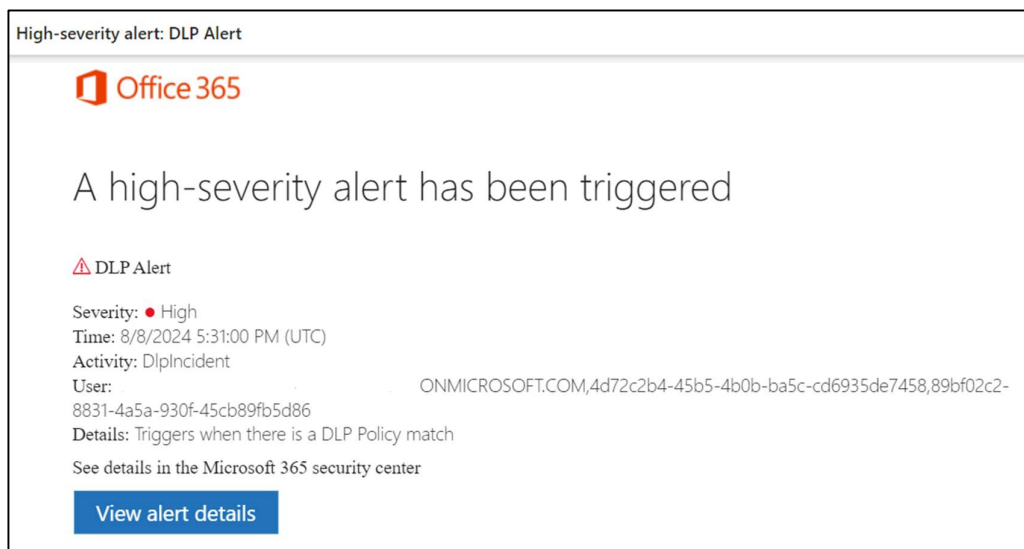 High-severity alert: DLP Alert
Office 365
A high-severity alert has been triggered
DLP Alert
Severity: High
Time: 8/8/2024 5:31:00 PM (UTC)
Activity: DlpIncident
User: ONMICROSOFT.COM,4d72c2b4-45b5-4b0b-ba5c-cd6935de7458,89bf02c2-
8831-4a5a-930f-45cb89fb5d86
Details: Triggers when there is a DLP Policy match
See details in the Microsoft 365 security center
View alert details